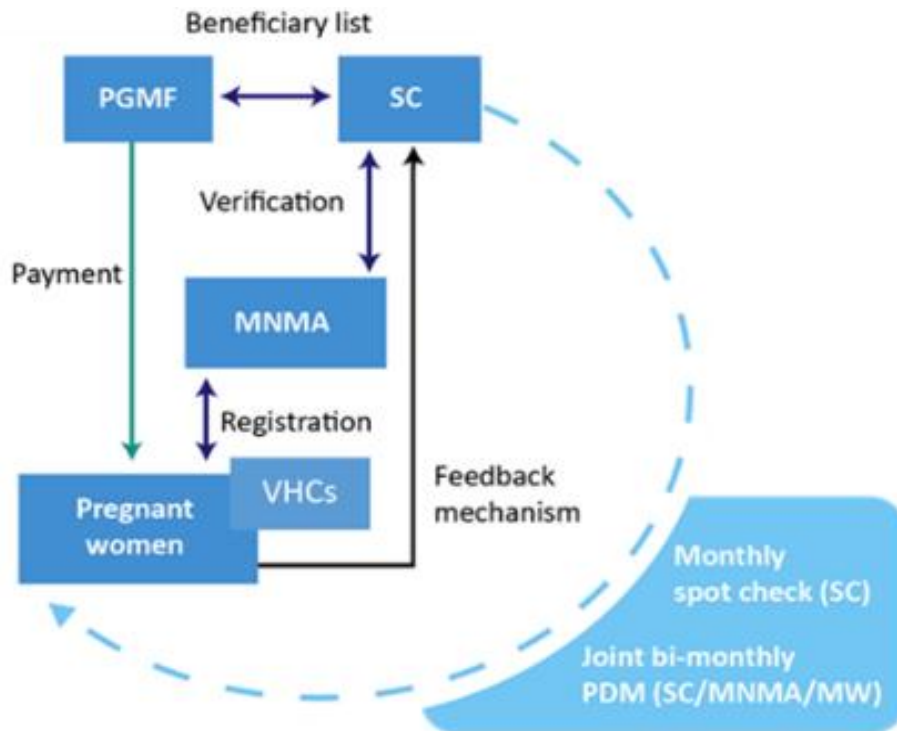 Beneficiary list
PGMF
SC
Verification
Payment
MNMA
Registration
VHCs
Pregnant
women
Feedback
mechanism
Monthly
spot check (SC)
Joint bi-monthly
PDM (SC/MNMA/MW)